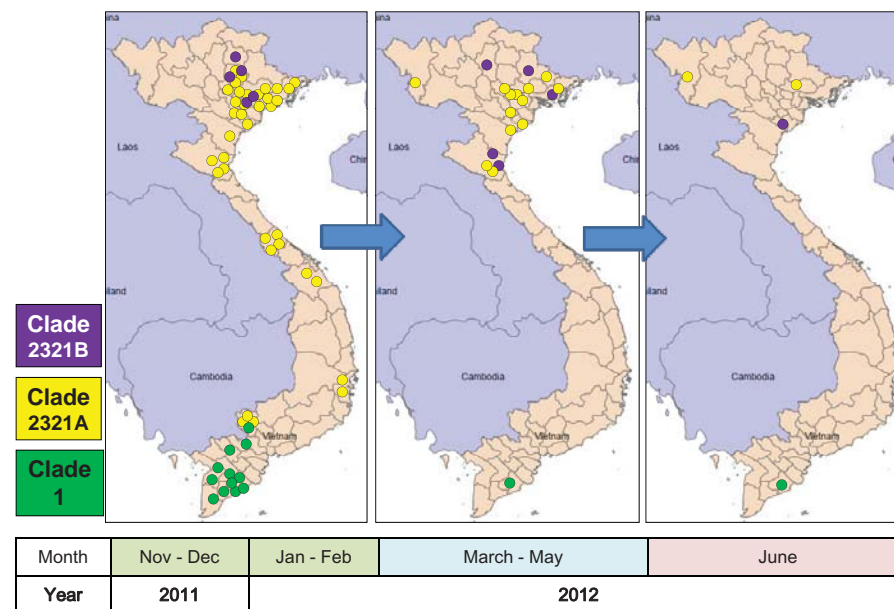 ina
ina
ina
Laos
Chi
Laos
Chi
Laos
iland
iland
iland
Clade
2321B
Cambodia
Cambodia
Cambodia
Clade
2321A
Vietnam
Vietnam
Vietnam
Clade
1
Month Nov - Dec Jan - Feb March - May June
Year 2011 2012